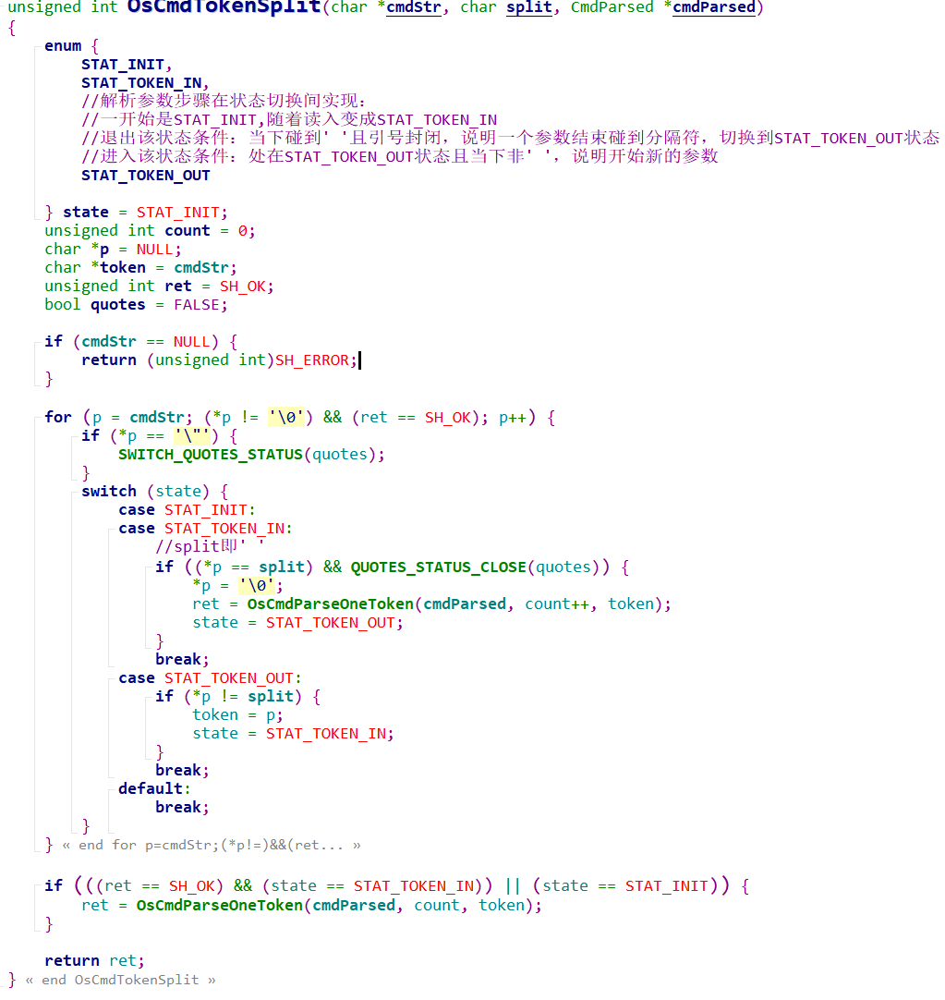 unsigned int OsCmdTokenSplit(char *cmdStr, char split, CmdParsed *cmdParsed)
{
    enum {
        STAT_INIT,
        STAT_TOKEN_IN,
        //解析参数步骤在状态切换间实现：
        //一开始是STAT_INIT,随着读入变成STAT_TOKEN_IN
        //退出该状态条件：当下碰到' '且引号封闭，说明一个参数结束碰到分隔符，切换到STAT_TOKEN_OUT状态
        //进入该状态条件：处在STAT_TOKEN_OUT状态且当下非' '，说明开始新的参数
        STAT_TOKEN_OUT
    } state = STAT_INIT;
    unsigned int count = 0;
    char *p = NULL;
    char *token = cmdStr;
    unsigned int ret = SH_OK;
    bool quotes = FALSE;
    if (cmdStr == NULL) {
        return (unsigned int)SH_ERROR;
    }
    for (p = cmdStr; (*p != '\0') && (ret == SH_OK); p++) {
        if (*p == '\"') {
            SWITCH_QUOTES_STATUS(quotes);
        }
        switch (state) {
            case STAT_INIT:
            case STAT_TOKEN_IN:
                //split即' '
                if ((*p == split) && QUOTES_STATUS_CLOSE(quotes)) {
                    *p = '\0';
                    ret = OsCmdParseOneToken(cmdParsed, count++, token);
                    state = STAT_TOKEN_OUT;
                }
                break;
            case STAT_TOKEN_OUT:
                if (*p != split) {
                    token = p;
                    state = STAT_TOKEN_IN;
                }
                break;
            default:
                break;
        }
    } « end for p=cmdStr;(*p!=)&&(ret... »
    if (((ret == SH_OK) && (state == STAT_TOKEN_IN)) || (state == STAT_INIT)) {
        ret = OsCmdParseOneToken(cmdParsed, count, token);
    }
    return ret;
} « end OsCmdTokenSplit »